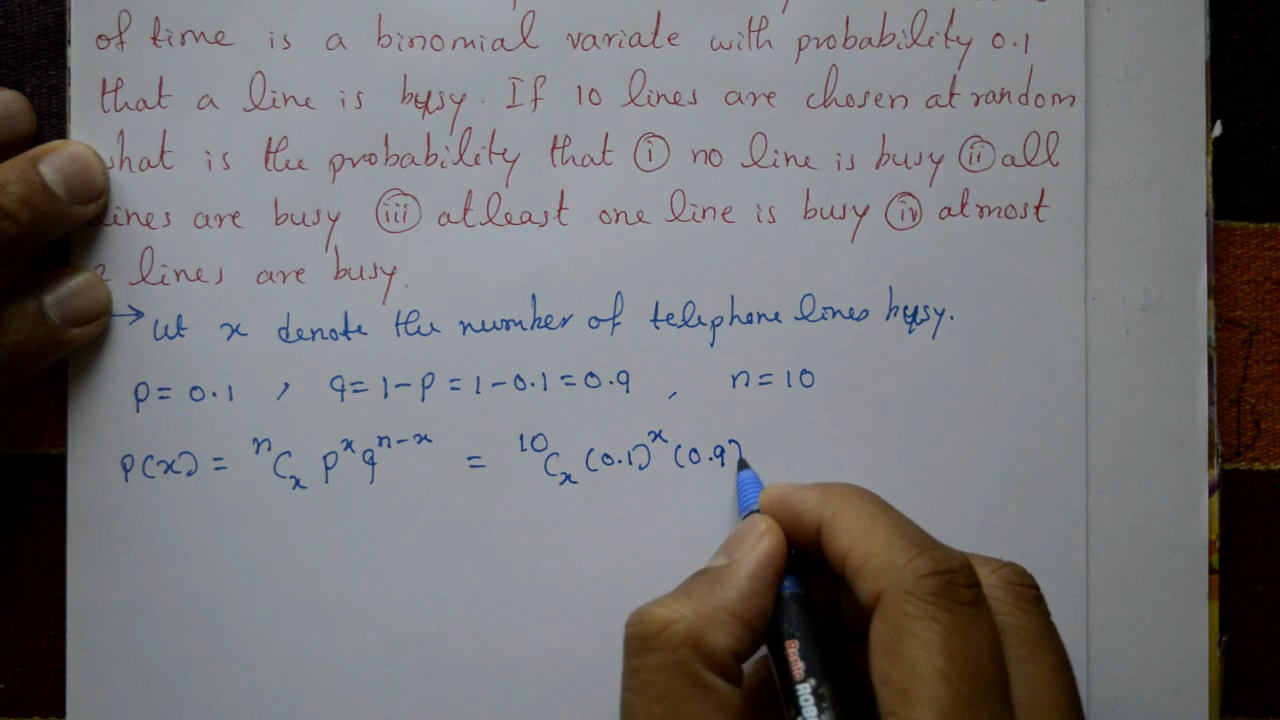 of time is a binomial variate with probability 0.1
that a line is busy. If 10 lines are chosen at random
what is the probability that (i) no line is busy (ii) all
lines are busy (iii) atleast one line is busy (iv) atmost
2 lines are busy.
→ Let x denote the number of telephone lines busy.
p = 0.1 , q = 1 - p = 1 - 0.1 = 0.9 , n = 10
P(x) = ⁿCₓ pˣ qⁿ⁻ˣ = ¹⁰Cₓ (0.1)ˣ (0.9)